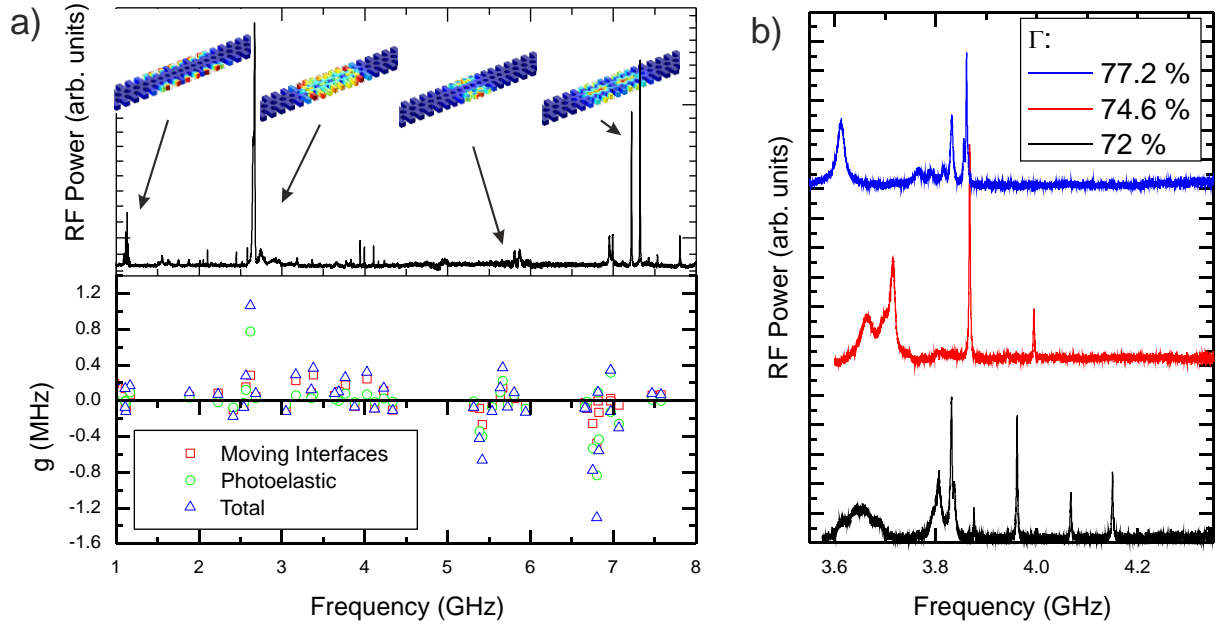 a)
RF Power (arb. units)
1.2
0.8
0.4
0.0
-0.4
-0.8
-1.2
-1.6
g (MHz)
Moving Interfaces
Photoelastic
Total
1 2 3 4 5 6 7 8
Frequency (GHz)
b)
RF Power (arb. units)
Γ:
77.2 %
74.6 %
72 %
3.6 3.8 4.0 4.2
Frequency (GHz)